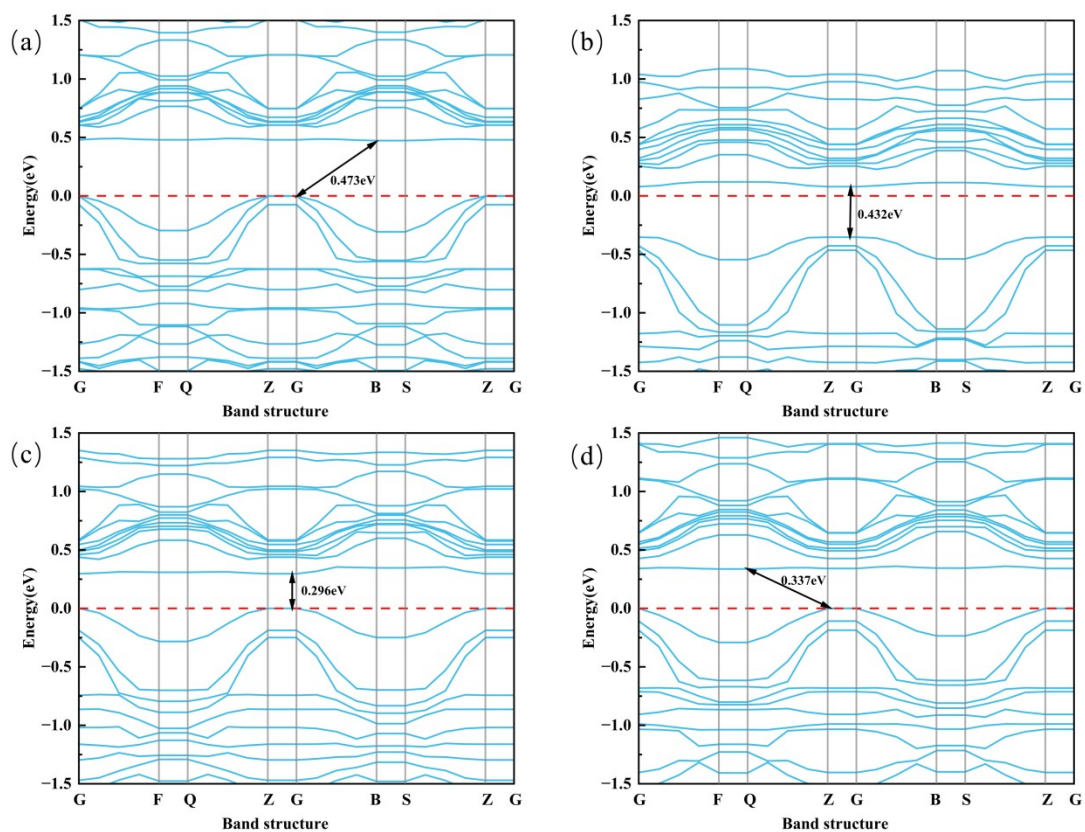 (a)
1.5
1.0
0.5
0.0
−0.5
−1.0
−1.5
Energy(eV)
0.473eV
G F Q Z G B S Z G
Band structure
(b)
1.5
1.0
0.5
0.0
−0.5
−1.0
−1.5
Energy(eV)
0.432eV
G F Q Z G B S Z G
Band structure
(c)
1.5
1.0
0.5
0.0
−0.5
−1.0
−1.5
Energy(eV)
0.296eV
G F Q Z G B S Z G
Band structure
(d)
1.5
1.0
0.5
0.0
−0.5
−1.0
−1.5
Energy(eV)
0.337eV
G F Q Z G B S Z G
Band structure